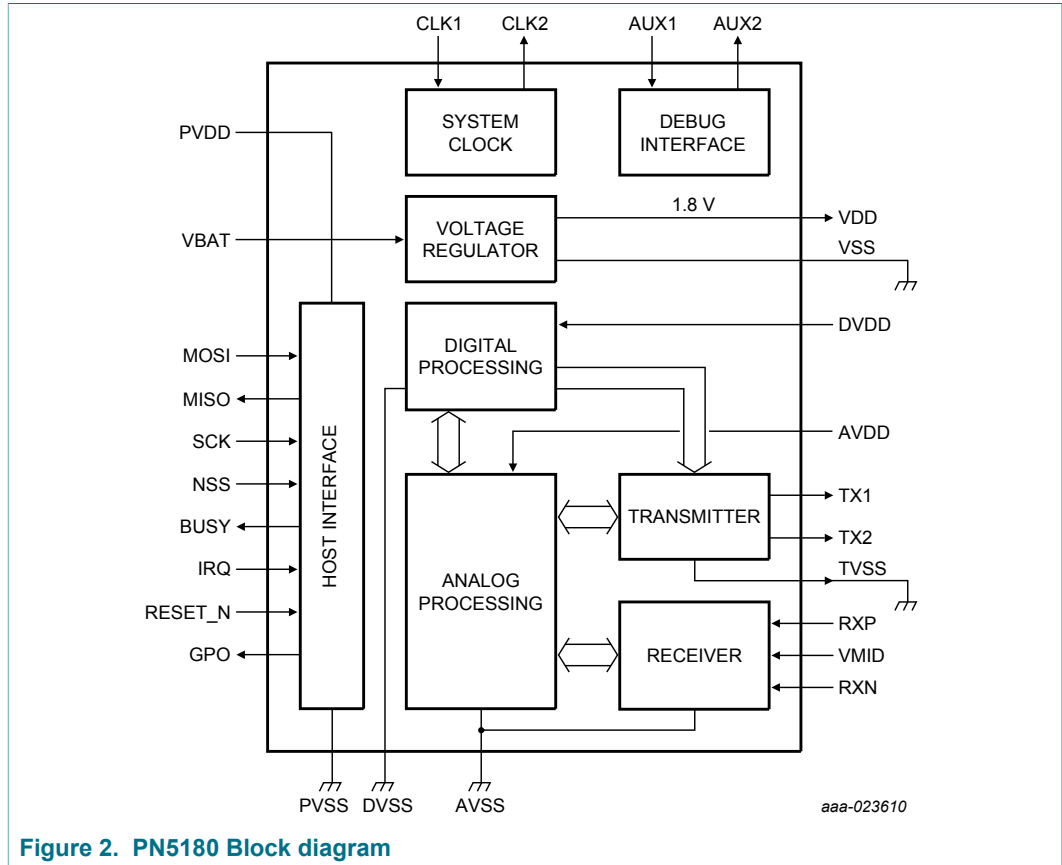 CLK1
CLK2
AUX1
AUX2
SYSTEM
CLOCK
DEBUG
INTERFACE
PVDD
VBAT
VOLTAGE
REGULATOR
1.8 V
VDD
VSS
DIGITAL
PROCESSING
DVDD
MOSI
MISO
SCK
NSS
BUSY
IRQ
RESET_N
GPO
HOST INTERFACE
AVDD
ANALOG
PROCESSING
TRANSMITTER
TX1
TX2
TVSS
RECEIVER
RXP
VMID
RXN
PVSS
DVSS
AVSS
aaa-023610
Figure 2. PN5180 Block diagram